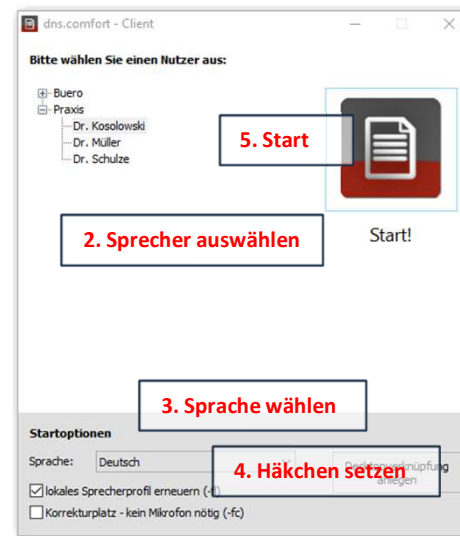 dns.comfort - Client
Bitte wählen Sie einen Nutzer aus:
Buero
Praxis
Dr. Kosolowski
Dr. Müller
Dr. Schulze
5. Start
Start!
2. Sprecher auswählen
3. Sprache wählen
Startoptionen
Sprache: Deutsch
4. Häkchen setzen
anlegen
lokales Sprecherprofil erneuern
Korrekturplatz - kein Mikrofon nötig (-fc)